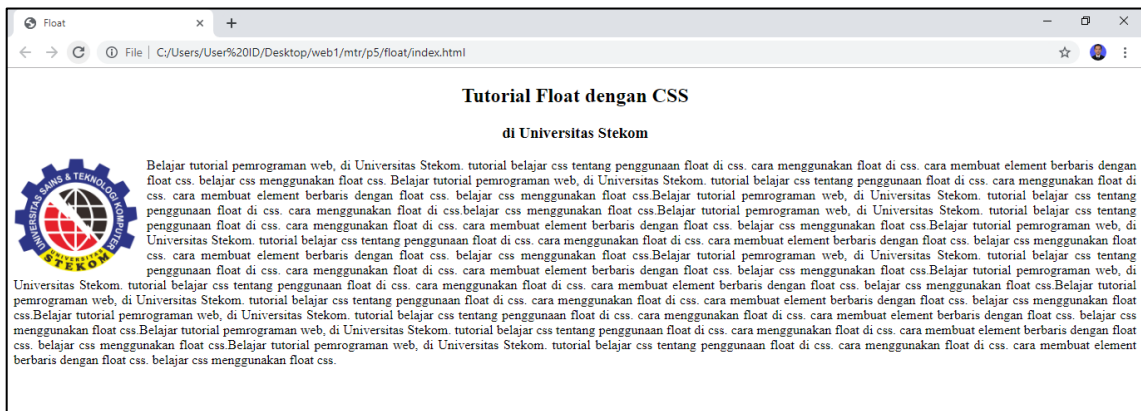 Float
File | C:/Users/User%20ID/Desktop/web1/mtr/p5/float/index.html
Tutorial Float dengan CSS
di Universitas Stekom
UNIVERSITAS SAINS & TEKNOLOGI KOMPUTER
UNIVERSITAS
STEKOM
Belajar tutorial pemrograman web, di Universitas Stekom. tutorial belajar css tentang penggunaan float di css. cara menggunakan float di css. cara membuat element berbaris dengan
float css. belajar css menggunakan float css. Belajar tutorial pemrograman web, di Universitas Stekom. tutorial belajar css tentang penggunaan float di css. cara menggunakan float di
css. cara membuat element berbaris dengan float css. belajar css menggunakan float css.Belajar tutorial pemrograman web, di Universitas Stekom. tutorial belajar css tentang
penggunaan float di css. cara menggunakan float di css.belajar css menggunakan float css.Belajar tutorial pemrograman web, di Universitas Stekom. tutorial belajar css tentang
penggunaan float di css. cara menggunakan float di css. cara membuat element berbaris dengan float css. belajar css menggunakan float css.Belajar tutorial pemrograman web, di
Universitas Stekom. tutorial belajar css tentang penggunaan float di css. cara menggunakan float di css. cara membuat element berbaris dengan float css. belajar css menggunakan float
css. cara membuat element berbaris dengan float css. belajar css menggunakan float css.Belajar tutorial pemrograman web, di Universitas Stekom. tutorial belajar css tentang
penggunaan float di css. cara menggunakan float di css. cara membuat element berbaris dengan float css. belajar css menggunakan float css.Belajar tutorial pemrograman web, di
Universitas Stekom. tutorial belajar css tentang penggunaan float di css. cara menggunakan float di css. cara membuat element berbaris dengan float css. belajar css menggunakan float css.Belajar tutorial
pemrograman web, di Universitas Stekom. tutorial belajar css tentang penggunaan float di css. cara menggunakan float di css. cara membuat element berbaris dengan float css. belajar css menggunakan float
css.Belajar tutorial pemrograman web, di Universitas Stekom. tutorial belajar css tentang penggunaan float di css. cara menggunakan float di css. cara membuat element berbaris dengan float css. belajar css
menggunakan float css.Belajar tutorial pemrograman web, di Universitas Stekom. tutorial belajar css tentang penggunaan float di css. cara menggunakan float di css. cara membuat element berbaris dengan float
css. belajar css menggunakan float css.Belajar tutorial pemrograman web, di Universitas Stekom. tutorial belajar css tentang penggunaan float di css. cara menggunakan float di css. cara membuat element
berbaris dengan float css. belajar css menggunakan float css.